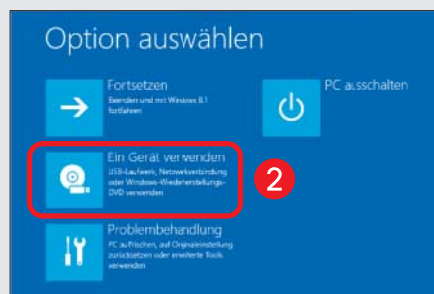 Option auswählen
Fortsetzen
Beenden und mit Windows 8.1
fortfahren
PC ausschalten
Ein Gerät verwenden
USB-Laufwerk, Netzwerkverbindung
oder Windows-Wiederherstellungs-
DVD verwenden
2
Problembehandlung
PC auffrischen, auf Originaleinstellung
zurücksetzen oder erweiterte Tools
verwenden